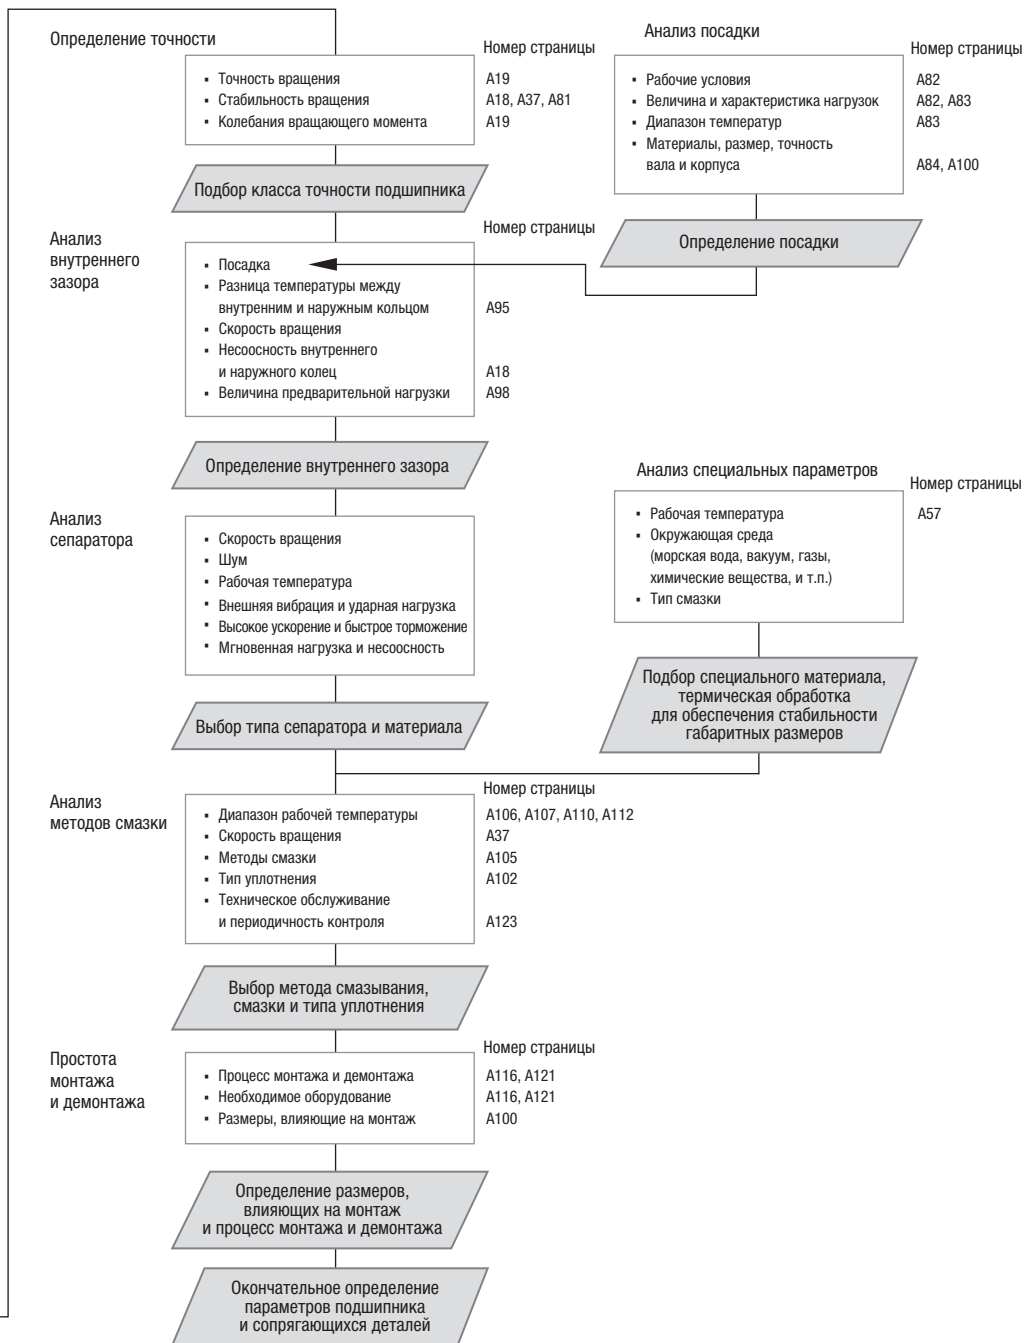 Определение точности
Номер страницы
▪ Точность вращения A19
▪ Стабильность вращения A18, A37, A81
▪ Колебания вращающего момента A19
Подбор класса точности подшипника
Анализ посадки
Номер страницы
▪ Рабочие условия A82
▪ Величина и характеристика нагрузок A82, A83
▪ Диапазон температур A83
▪ Материалы, размер, точность
вала и корпуса A84, A100
Определение посадки
Анализ
внутреннего
зазора
Номер страницы
▪ Посадка
▪ Разница температуры между
внутренним и наружным кольцом A95
▪ Скорость вращения
▪ Несоосность внутреннего
и наружного колец A18
▪ Величина предварительной нагрузки A98
Определение внутреннего зазора
Анализ
сепаратора
▪ Скорость вращения
▪ Шум
▪ Рабочая температура
▪ Внешняя вибрация и ударная нагрузка
▪ Высокое ускорение и быстрое торможение
▪ Мгновенная нагрузка и несоосность
Выбор типа сепаратора и материала
Анализ специальных параметров
Номер страницы
▪ Рабочая температура A57
▪ Окружающая среда
(морская вода, вакуум, газы,
химические вещества, и т.п.)
▪ Тип смазки
Подбор специального материала,
термическая обработка
для обеспечения стабильности
габаритных размеров
Анализ
методов смазки
Номер страницы
▪ Диапазон рабочей температуры A106, A107, A110, A112
▪ Скорость вращения A37
▪ Методы смазки A105
▪ Тип уплотнения A102
▪ Техническое обслуживание
и периодичность контроля A123
Выбор метода смазывания,
смазки и типа уплотнения
Простота
монтажа
и демонтажа
Номер страницы
▪ Процесс монтажа и демонтажа A116, A121
▪ Необходимое оборудование A116, A121
▪ Размеры, влияющие на монтаж A100
Определение размеров,
влияющих на монтаж
и процесс монтажа и демонтажа
Окончательное определение
параметров подшипника
и сопрягающихся деталей